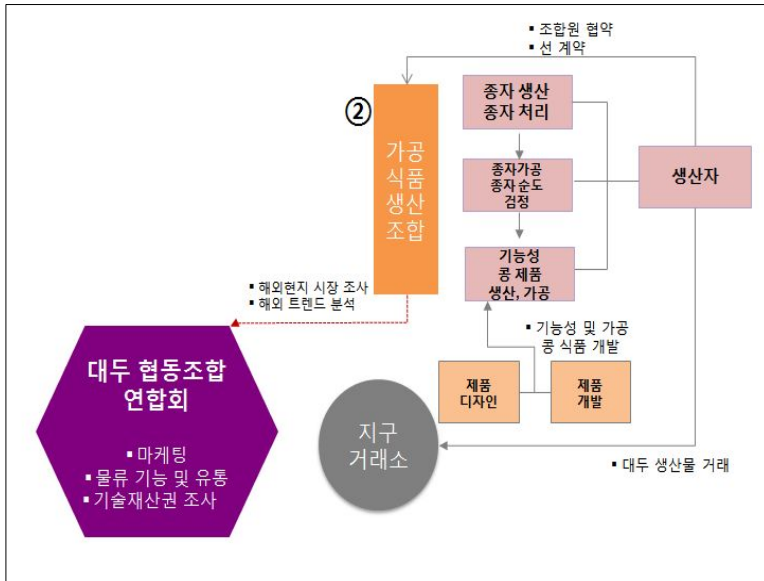 ▪ 조합원 협약
▪ 선 계약
②
가공
식품
생산
조합
종자 생산
종자 처리
종자가공
종자 순도
검정
기능성
콩 제품
생산, 가공
생산자
▪ 해외현지 시장 조사
▪ 해외 트렌드 분석
▪ 기능성 및 가공
콩 식품 개발
대두 협동조합
연합회
▪ 마케팅
▪ 물류 기능 및 유통
▪ 기술재산권 조사
지구
거래소
제품
디자인
제품
개발
▪ 대두 생산물 거래